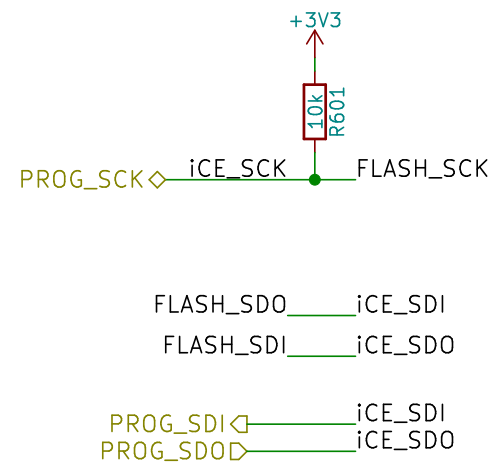 +3V3
10k
R601
PROG_SCK iCE_SCK FLASH_SCK
FLASH_SDO iCE_SDI
FLASH_SDI iCE_SDO
PROG_SDI iCE_SDI
PROG_SDO iCE_SDO